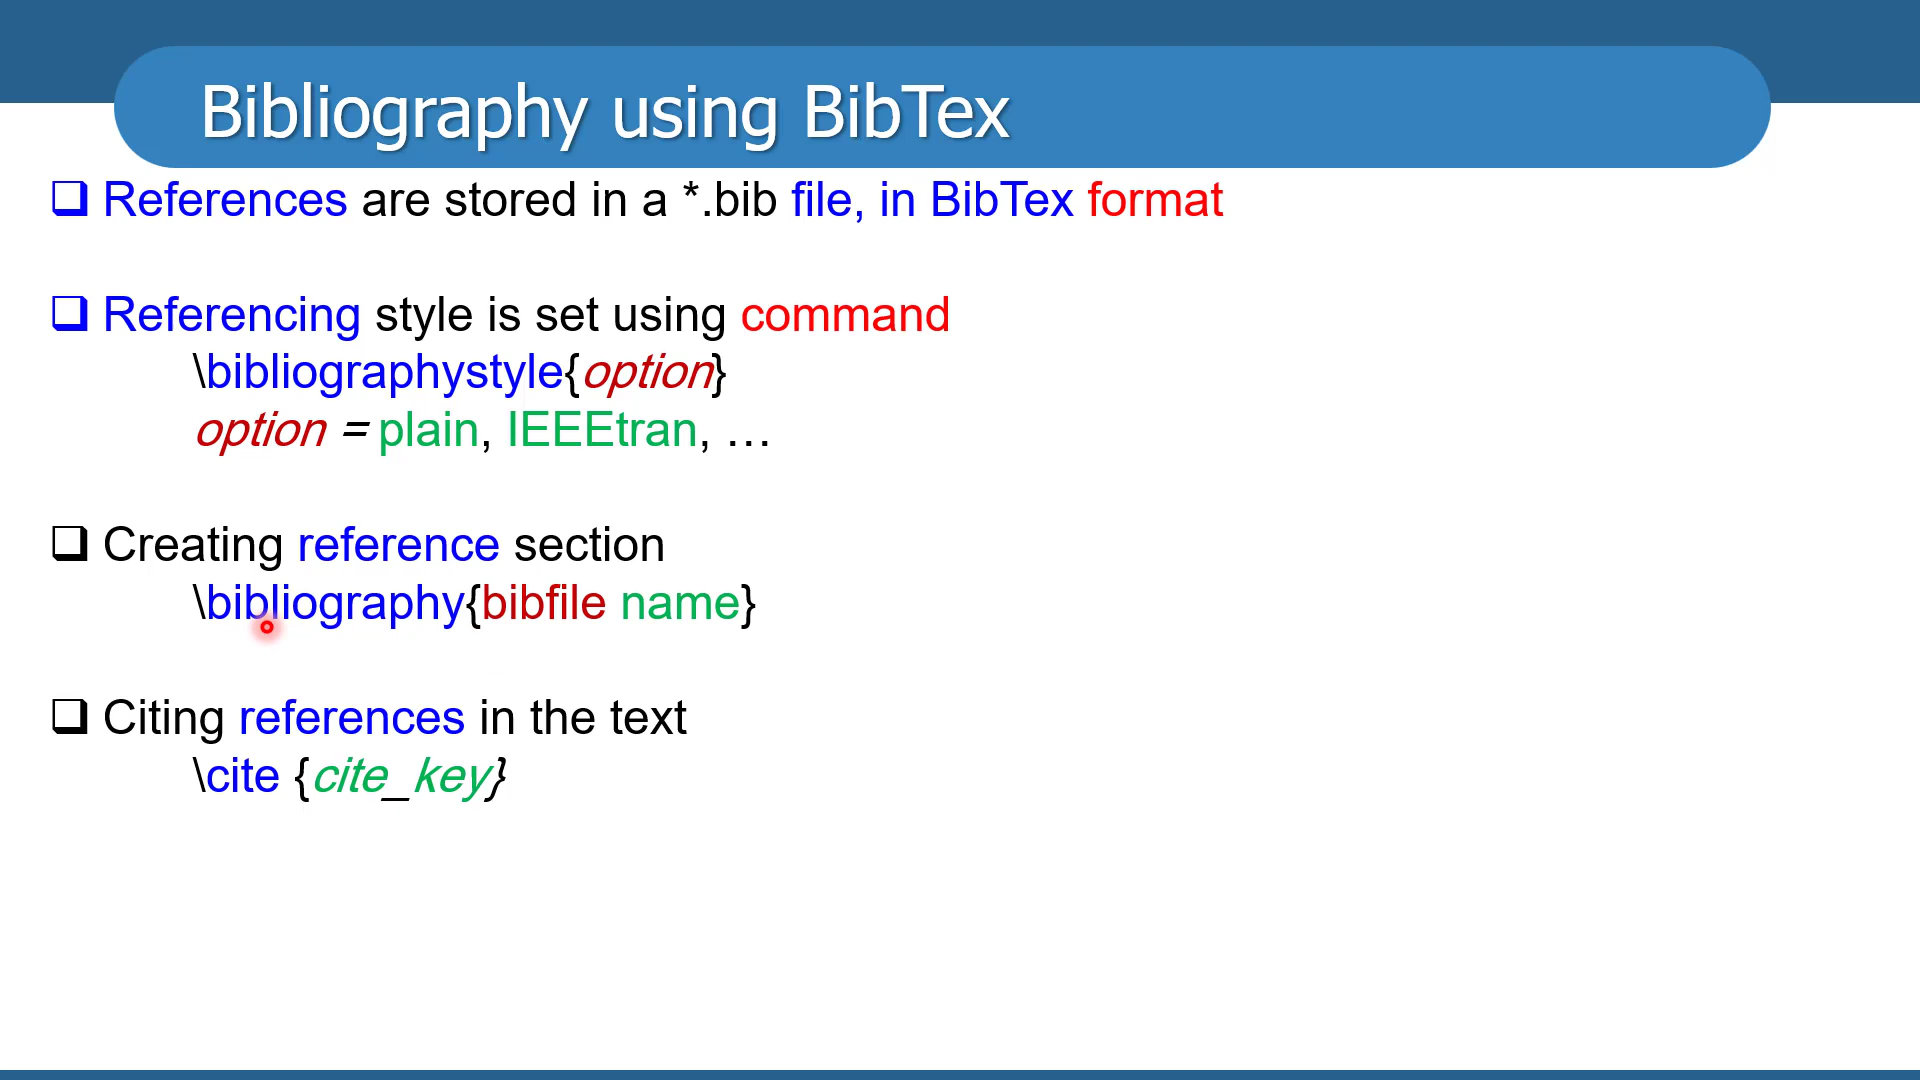 Bibliography using BibTex
References are stored in a *.bib file, in BibTex format
Referencing style is set using command
\bibliographystyle{option}
option = plain, IEEEtran, …
Creating reference section
\bibliography{bibfile name}
Citing references in the text
\cite {cite_key}